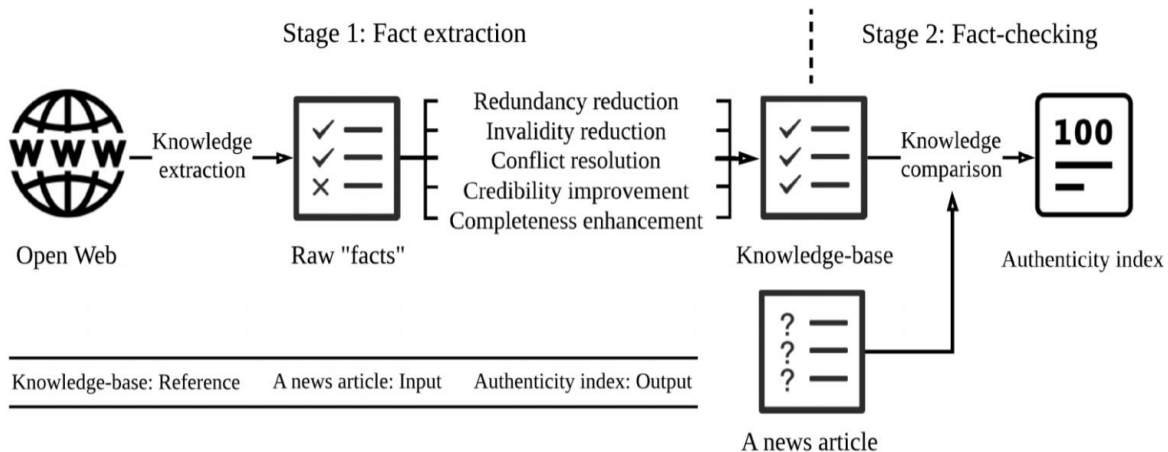 Stage 1: Fact extraction
Stage 2: Fact-checking
WWW
Knowledge
extraction
Redundancy reduction
Invalidity reduction
Conflict resolution
Credibility improvement
Completeness enhancement
Knowledge
comparison
100
Open Web
Raw "facts"
Knowledge-base
Authenticity index
? 
?
?
Knowledge-base: Reference
A news article: Input
Authenticity index: Output
A news article